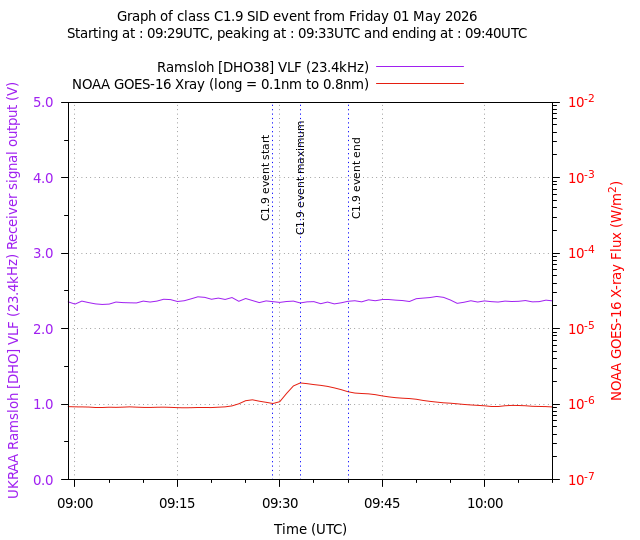 Graph of class C1.9 SID event from Friday 01 May 2026
Starting at : 09:29UTC, peaking at : 09:33UTC and ending at : 09:40UTC
Ramsloh [DHO38] VLF (23.4kHz)
NOAA GOES-16 Xray (long = 0.1nm to 0.8nm)
UKRAA Ramsloh [DHO] VLF (23.4kHz) Receiver signal output (V)
5.0
4.0
3.0
2.0
1.0
0.0
C1.9 event start
C1.9 event maximum
C1.9 event end
10-2
10-3
10-4
10-5
10-6
10-7
NOAA GOES-16 X-ray Flux (W/m2)
09:00
09:15
09:30
09:45
10:00
Time (UTC)